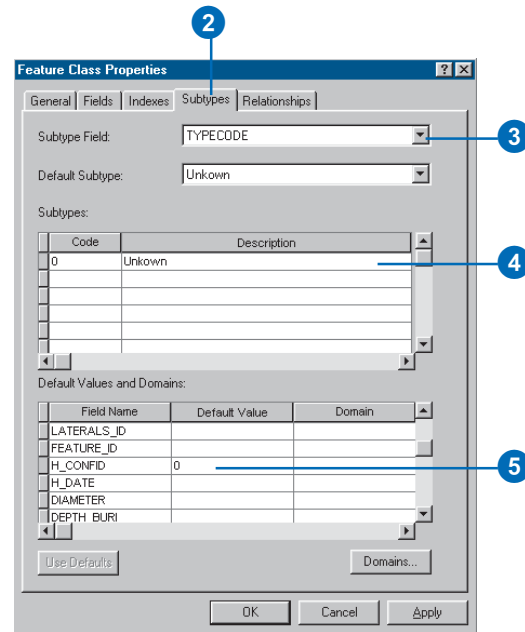 2
Feature Class Properties
General Fields Indexes Subtypes Relationships
Subtype Field: TYPECODE
3
Default Subtype: Unkown
Subtypes:
Code Description
0 Unkown
4
Default Values and Domains:
Field Name Default Value Domain
LATERALS_ID
FEATURE_ID
H_CONFID 0
5
H_DATE
DIAMETER
DEPTH_BURI
Use Defaults Domains...
OK Cancel Apply